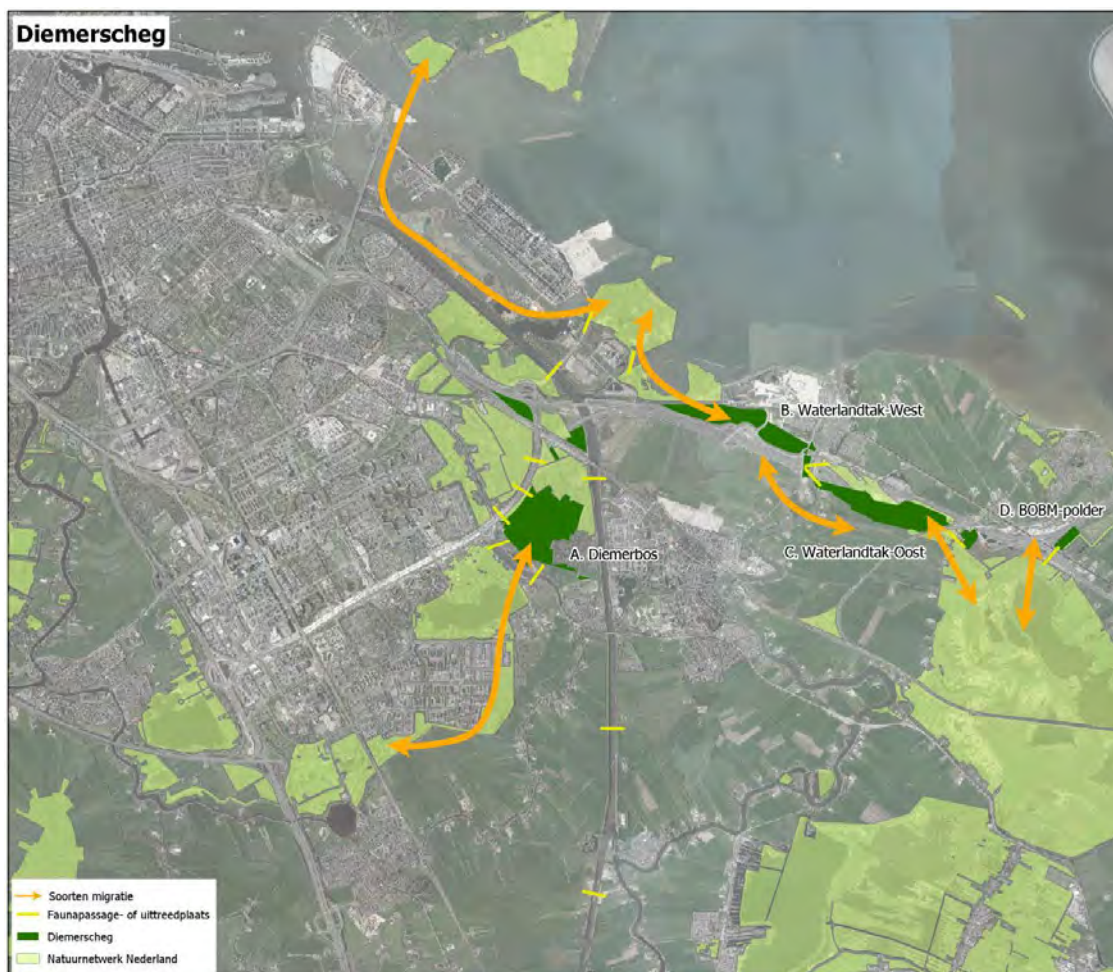 Diemerscheg
B. Waterlandtak-West
D. BOBM-polder
C. Waterlandtak-Oost
A. Diemerbos
Soorten migratie
Faunapassage- of uittreedplaats
Diemerscheg
Natuurnetwerk Nederland